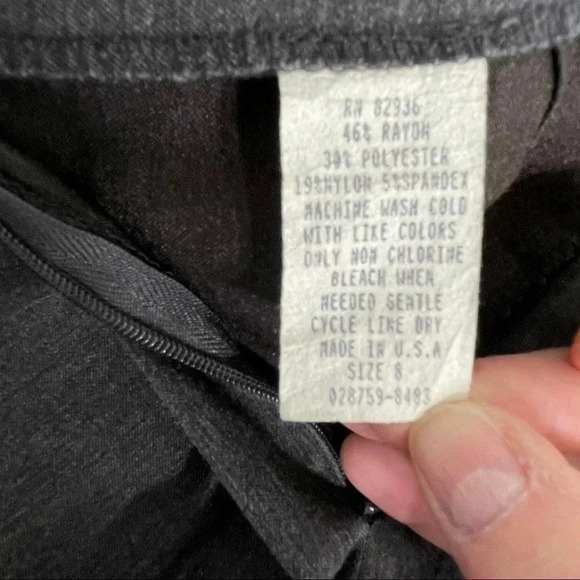 RN 82936
46% RAYON
30% POLYESTER
19%NYLON 5%SPANDEX
MACHINE WASH COLD
WITH LIKE COLORS
ONLY NON CHLORINE
BLEACH WHEN
NEEDED GENTLE
CYCLE LINE DRY
MADE IN U.S.A
SIZE 8
028759-8483